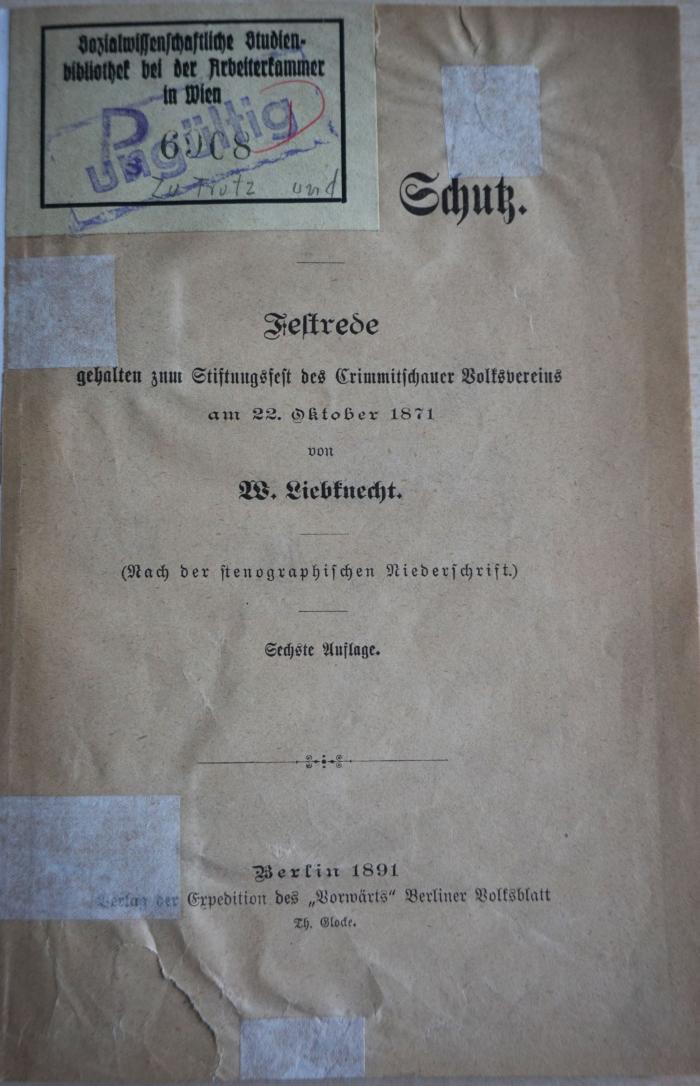 Sozialwissenschaftliche Studien-
bibliothek bei der Arbeiterkammer
in Wien
ungültig
Zu Trutz und
Schutz.
Festrede
gehalten zum Stiftungsfest des Crimmitschauer Volksvereins
am 22. Oktober 1871
von
W. Liebknecht.
(Nach der stenographischen Niederschrift.)
Sechste Auflage.
Berlin 1891
Verlag der Expedition des „Vorwärts“ Berliner Volksblatt
Th. Glocke.